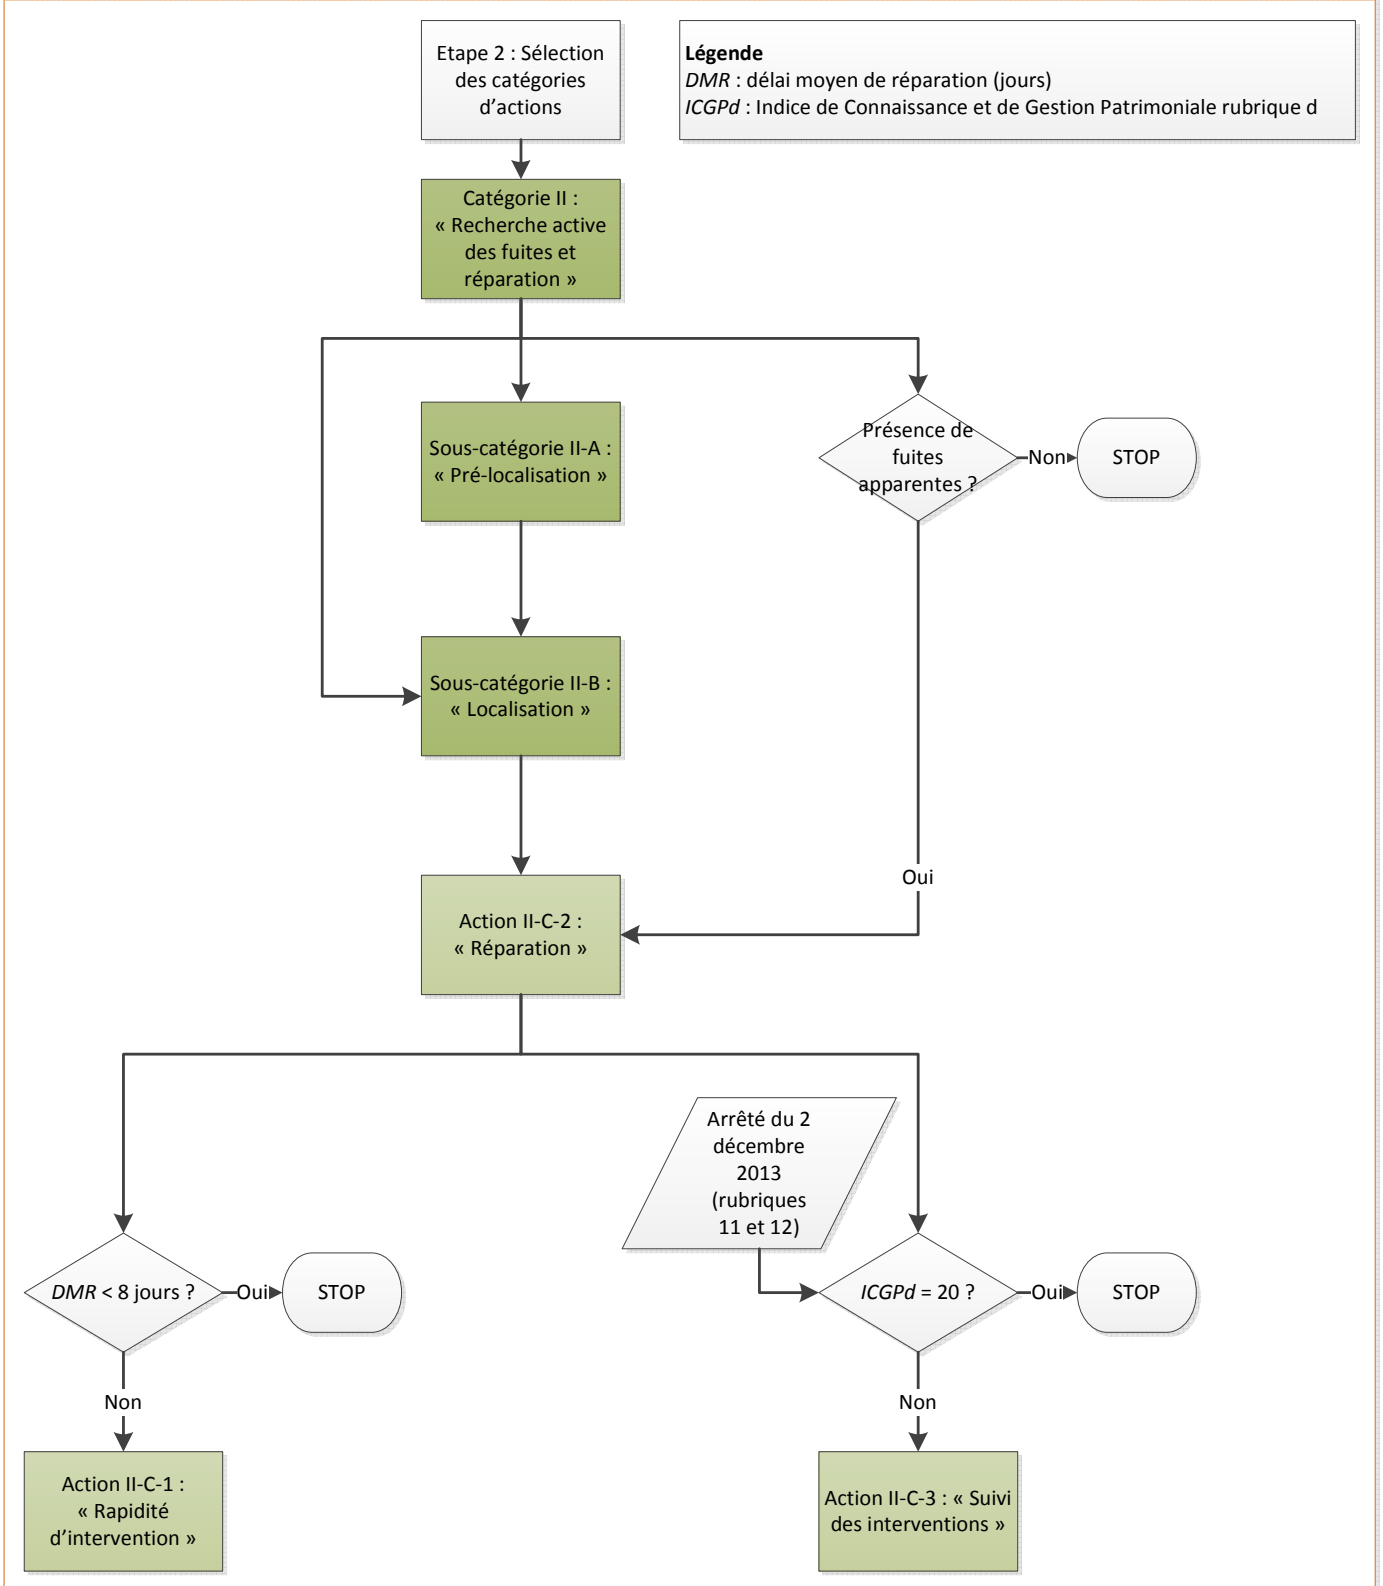 Etape 2 : Sélection
des catégories
d’actions
Légende
DMR : délai moyen de réparation (jours)
ICGPd : Indice de Connaissance et de Gestion Patrimoniale rubrique d
Catégorie II :
« Recherche active
des fuites et
réparation »
Sous-catégorie II-A :
« Pré-localisation »
Présence de
fuites
apparentes ?
Non
STOP
Sous-catégorie II-B :
« Localisation »
Oui
Action II-C-2 :
« Réparation »
Arrêté du 2
décembre
2013
(rubriques
11 et 12)
DMR < 8 jours ?
Oui
STOP
ICGPd = 20 ?
Oui
STOP
Non
Non
Action II-C-1 :
« Rapidité
d’intervention »
Action II-C-3 : « Suivi
des interventions »